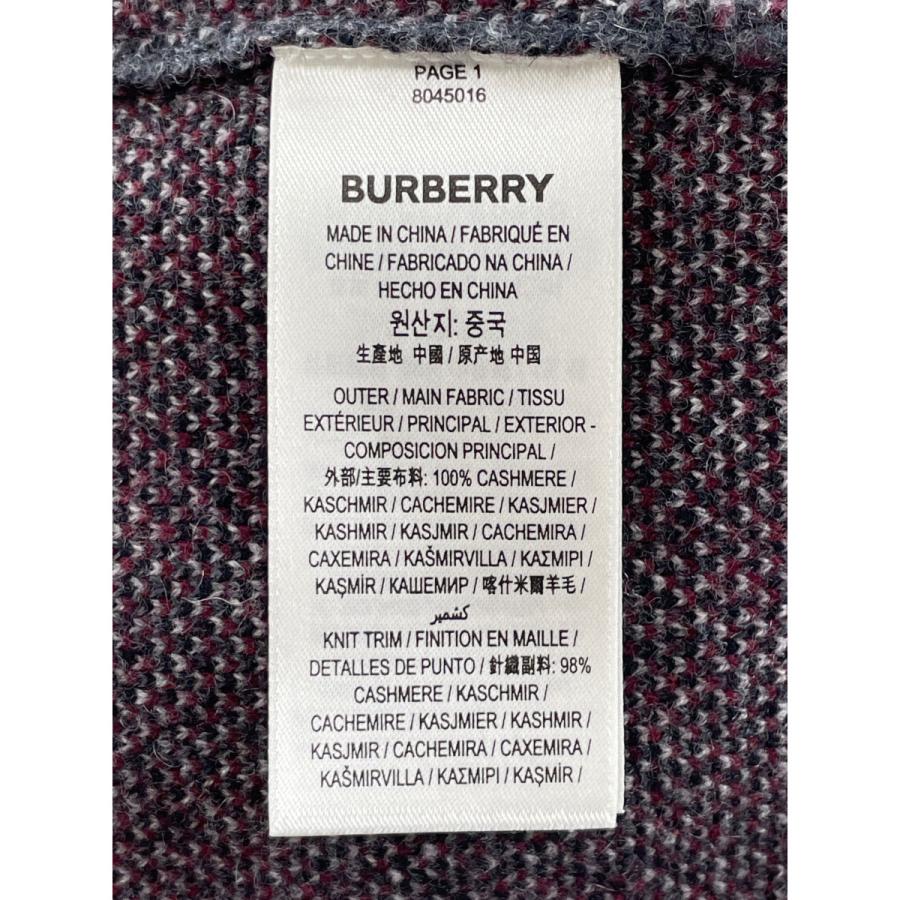 PAGE 1
8045016
BURBERRY
MADE IN CHINA / FABRIQUÉ EN
CHINE / FABRICADO NA CHINA /
HECHO EN CHINA
원산지: 중국
生產地 中國 / 原产地 中国
OUTER / MAIN FABRIC / TISSU
EXTÉRIEUR / PRINCIPAL / EXTERIOR -
COMPOSICION PRINCIPAL /
外部/主要布料: 100% CASHMERE /
KASCHMIR / CACHEMIRE / KASJMIER /
KASHMIR / KASJMIR / CACHEMIRA /
CAXEMIRA / KAŠMIRVILLA / ΚΑΣΜΙΡΙ /
KAŞMİR / КАШЕМИР / 喀什米爾羊毛 /
كشمير
KNIT TRIM / FINITION EN MAILLE /
DETALLES DE PUNTO / 針織副料: 98%
CASHMERE / KASCHMIR /
CACHEMIRE / KASJMIER / KASHMIR /
KASJMIR / CACHEMIRA / CAXEMIRA /
KAŠMIRVILLA / ΚΑΣΜΙΡΙ / KAŞMİR /